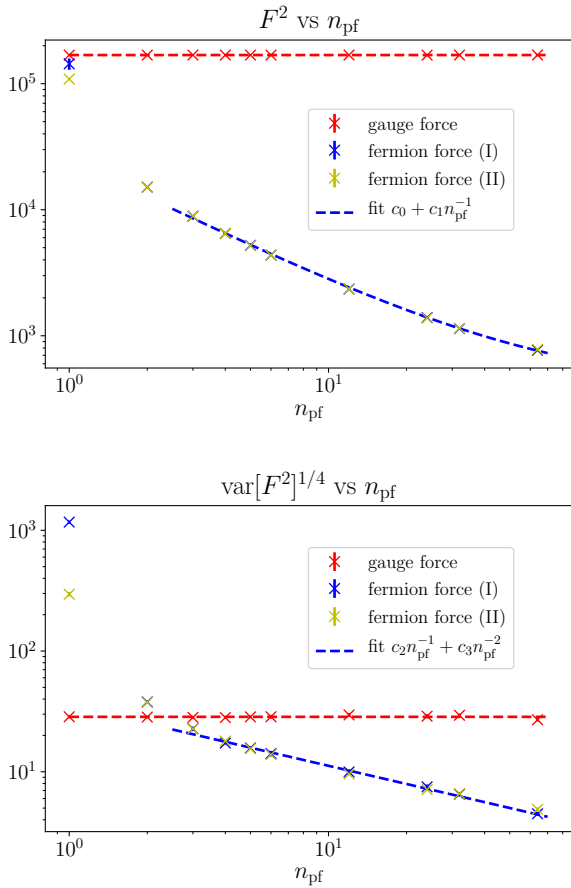 F² vs n_pf
10⁵
10⁴
10³
gauge force
fermion force (I)
fermion force (II)
fit c₀ + c₁n_pf⁻¹
10⁰
10¹
n_pf
var[F²]^1/4 vs n_pf
10³
10²
10¹
gauge force
fermion force (I)
fermion force (II)
fit c₂n_pf⁻¹ + c₃n_pf⁻²
10⁰
10¹
n_pf